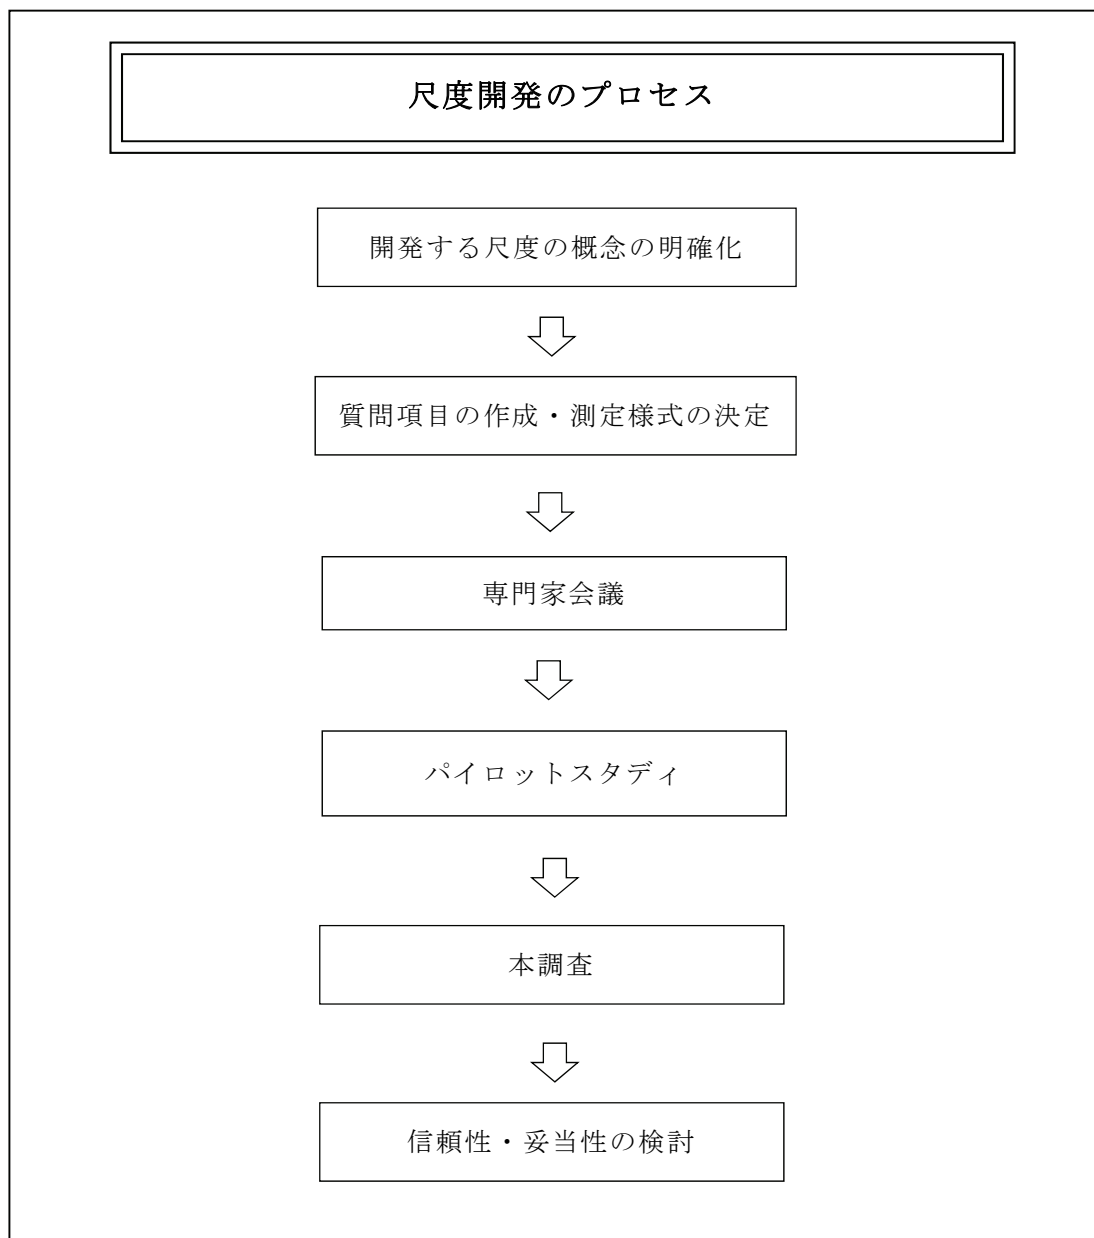 尺度開発のプロセス
開発する尺度の概念の明確化
質問項目の作成・測定様式の決定
専門家会議
パイロットスタディ
本調査
信頼性・妥当性の検討